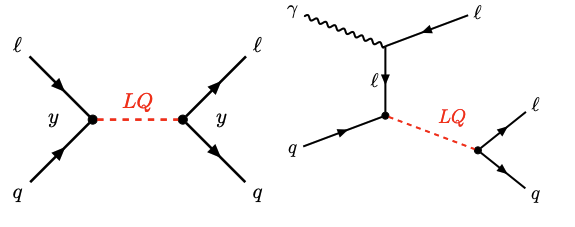 ℓ ℓ
y LQ y
q q
γ ℓ
ℓ
LQ ℓ
q
q